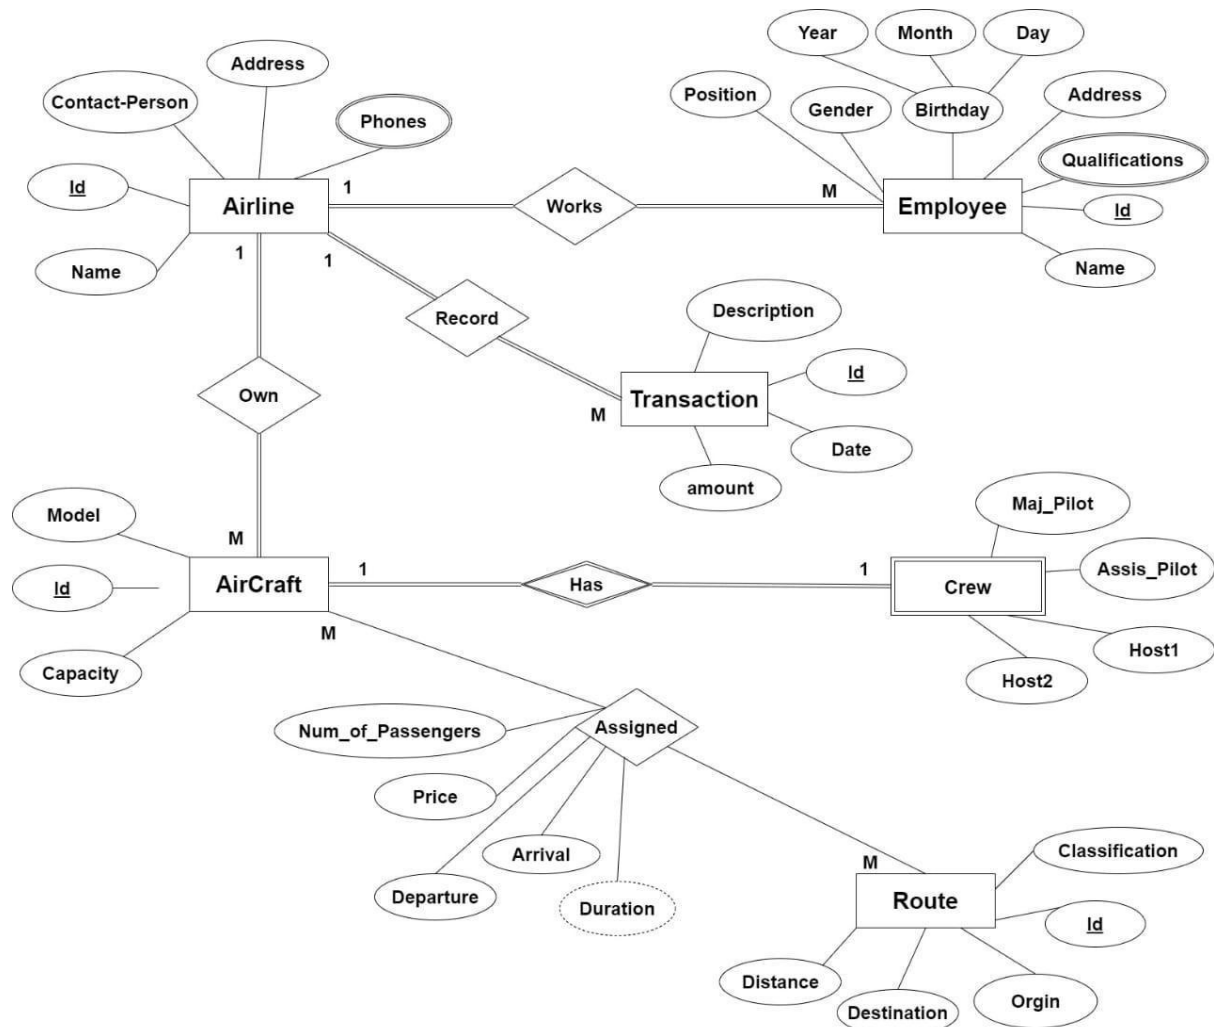 Year
Month
Day
Address
Contact-Person
Position
Gender
Birthday
Address
Phones
Qualifications
Id
Airline
1
Works
M
Employee
Id
Name
1
1
Name
Record
Description
Own
Id
Transaction
M
Date
amount
Model
M
Maj_Pilot
Id
AirCraft
1
Has
1
Crew
Assis_Pilot
M
Capacity
Host1
Host2
Num_of_Passengers
Assigned
Price
Arrival
Departure
Duration
M
Classification
Route
Id
Distance
Destination
Orgin